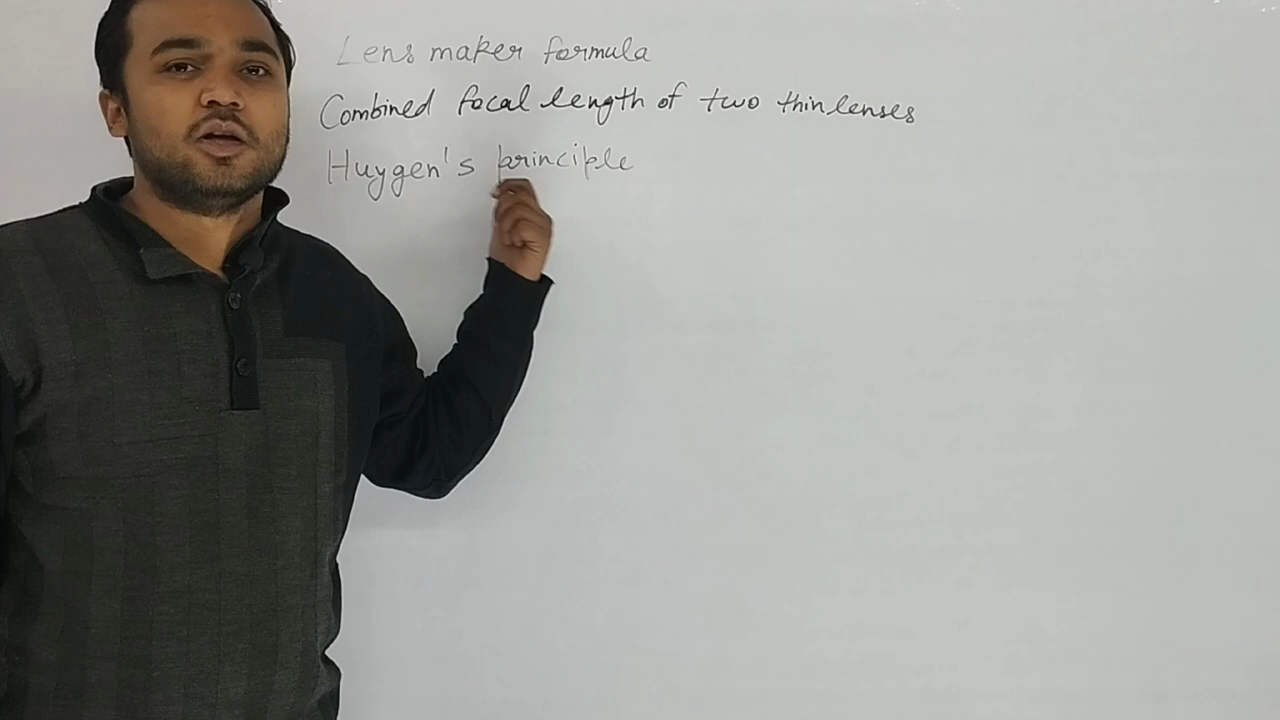 Lens maker formula
Combined focal length of two thin lenses
Huygen's principle